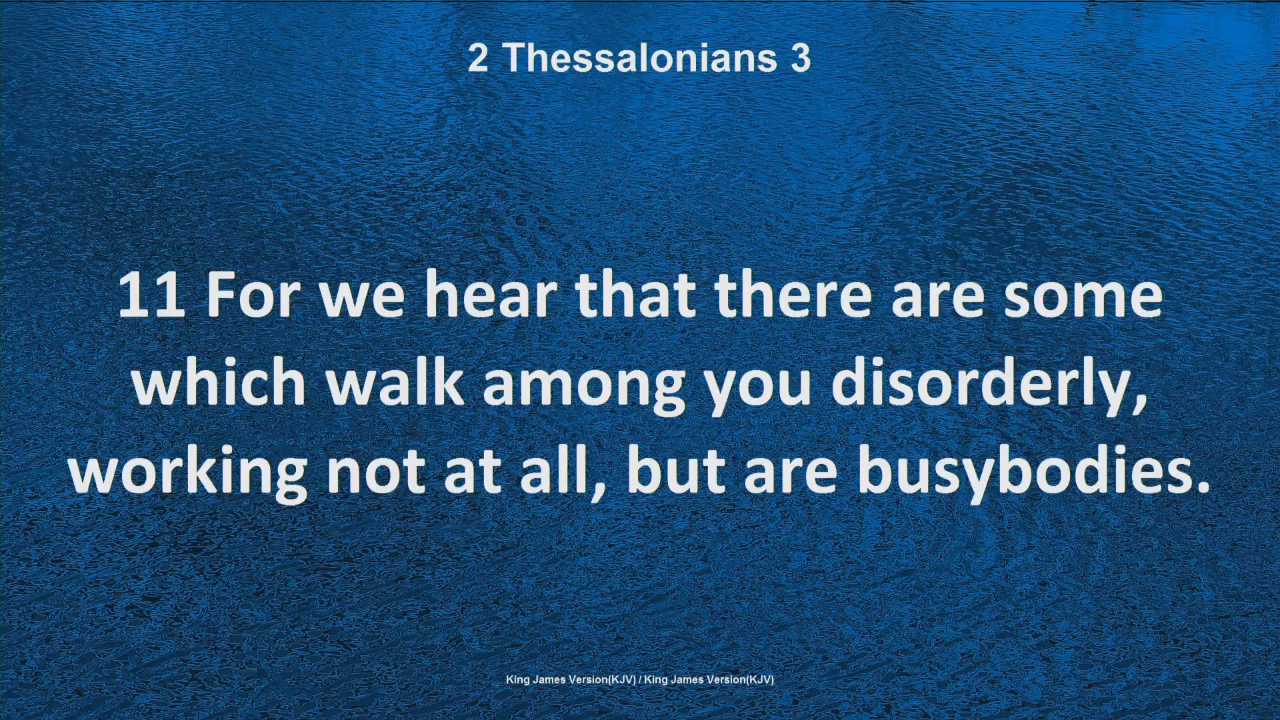 2 Thessalonians 3
11 For we hear that there are some
which walk among you disorderly,
working not at all, but are busybodies.
King James Version(KJV) / King James Version(KJV)